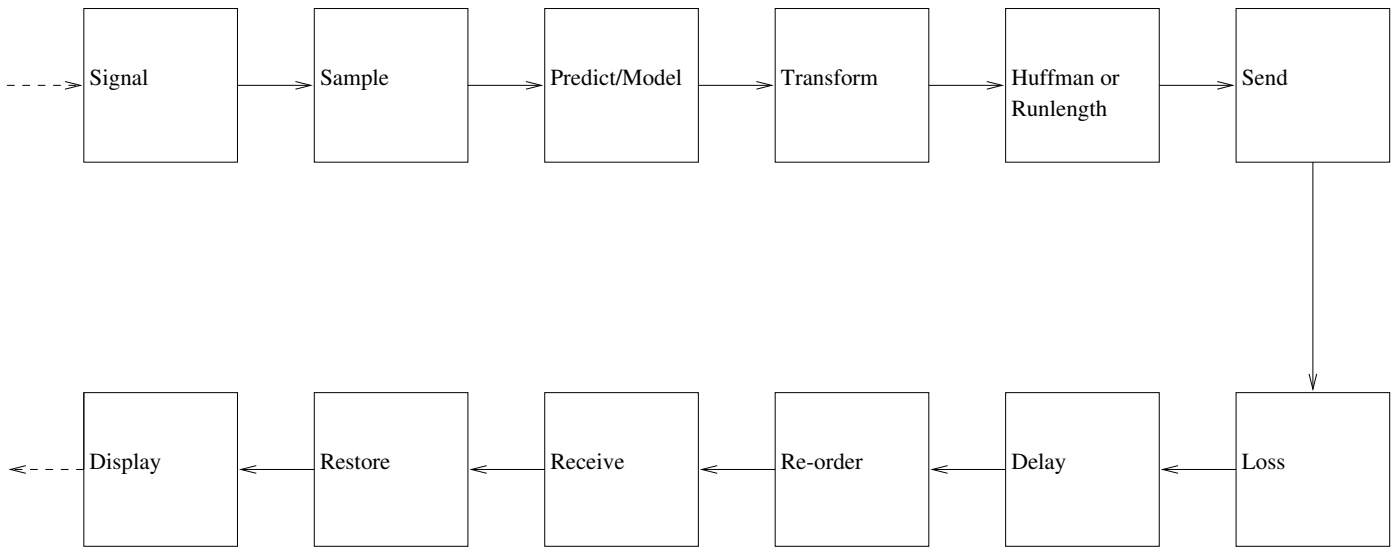 Signal
Sample
Predict/Model
Transform
Huffman or
Runlength
Send
Display
Restore
Receive
Re-order
Delay
Loss